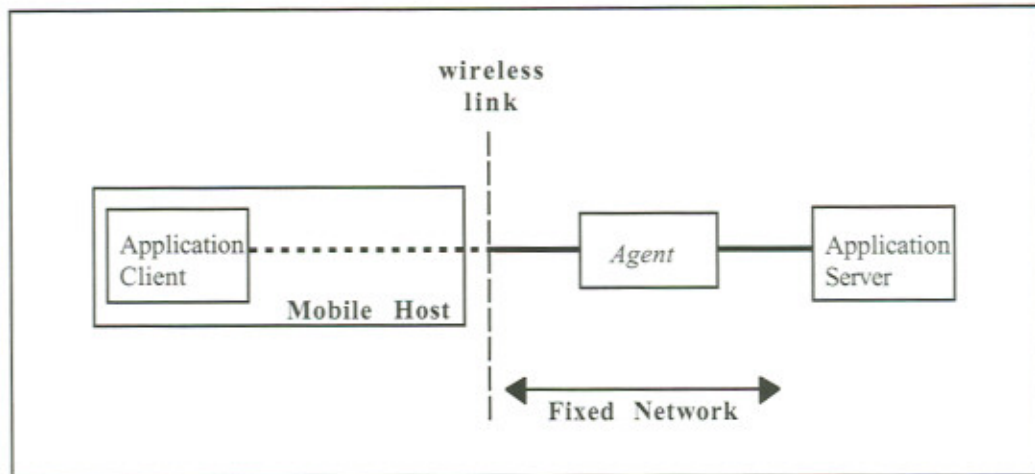 wireless
link
Application
Client
Mobile Host
Agent
Application
Server
Fixed Network